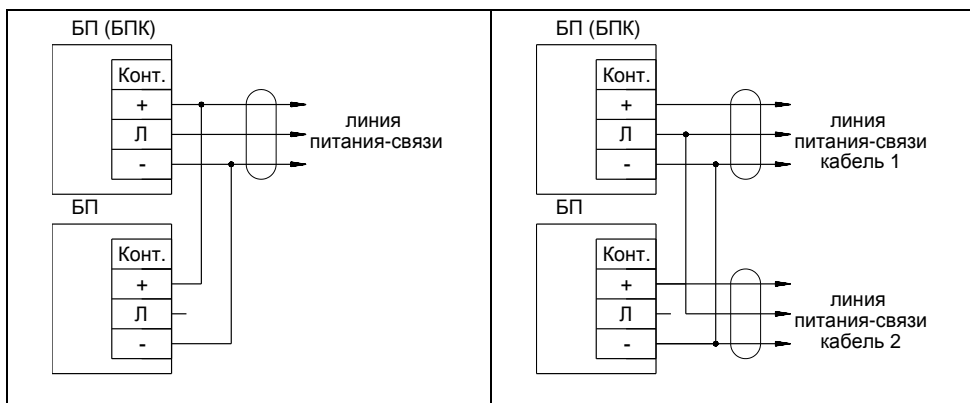 БП (БПК)
Конт.
+
Л
-
линия
питания-связи
БП
Конт.
+
Л
-
БП (БПК)
Конт.
+
Л
-
линия
питания-связи
кабель 1
БП
Конт.
+
Л
-
линия
питания-связи
кабель 2